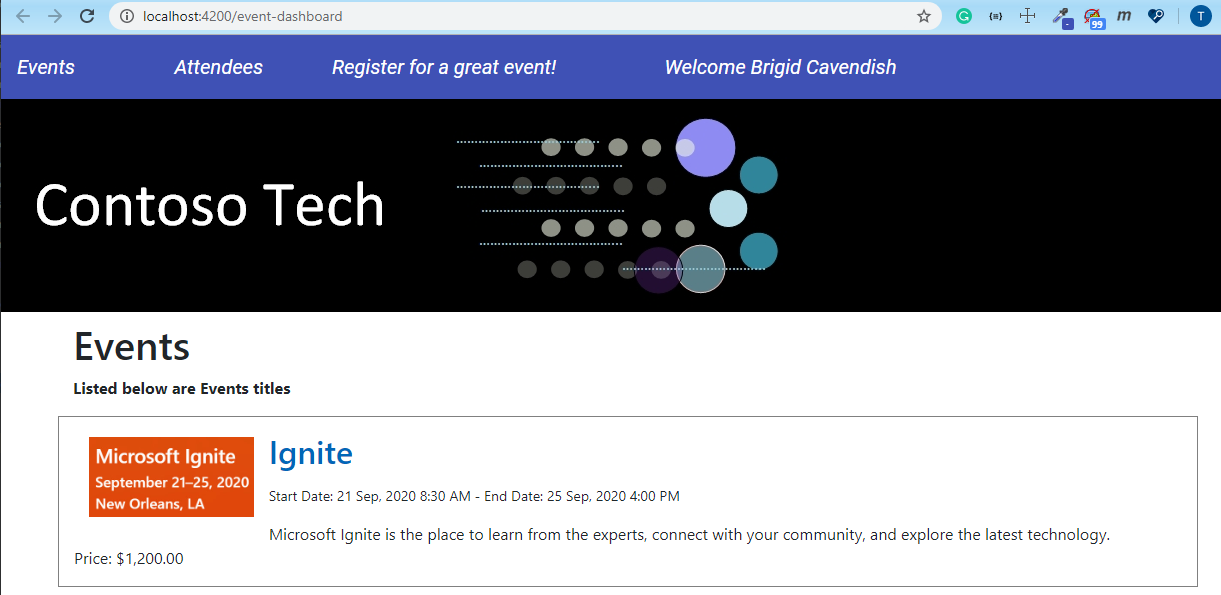 localhost:4200/event-dashboard
99
m
T
Events Attendees Register for a great event! Welcome Brigid Cavendish
Contoso Tech
Events
Listed below are Events titles
Microsoft Ignite
September 21–25, 2020
New Orleans, LA
Ignite
Start Date: 21 Sep, 2020 8:30 AM - End Date: 25 Sep, 2020 4:00 PM
Microsoft Ignite is the place to learn from the experts, connect with your community, and explore the latest technology.
Price: $1,200.00